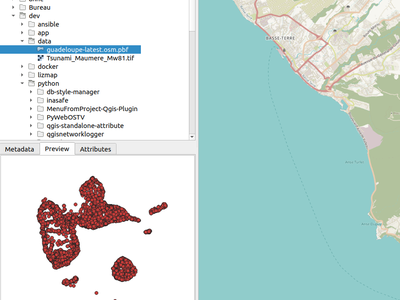 Bureau
dev
ansible
app
data
guadeloupe-latest.osm.pbf
Tsunami_Maumere_Mw81.tif
docker
lizmap
python
db-style-manager
inasafe
MenuFromProject-Qgis-Plugin
PyWebOSTV
qgis-standalone-attribute
qgisnetworklogger
Metadata Preview Attributes
BASSE-TERRE